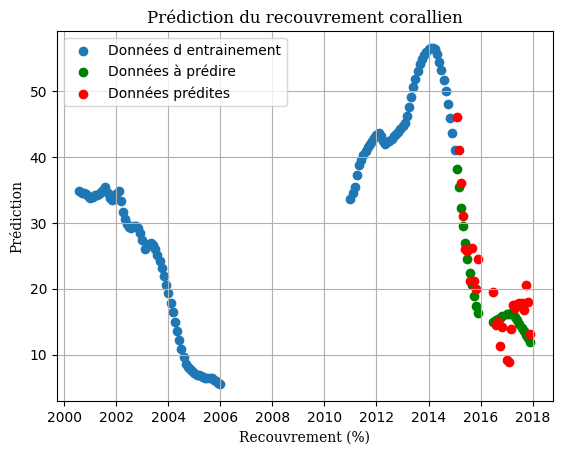 Prédiction du recouvrement corallien
Données d entrainement
Données à prédire
Données prédites
Prédiction
50
40
30
20
10
2000 2002 2004 2006 2008 2010 2012 2014 2016 2018
Recouvrement (%)